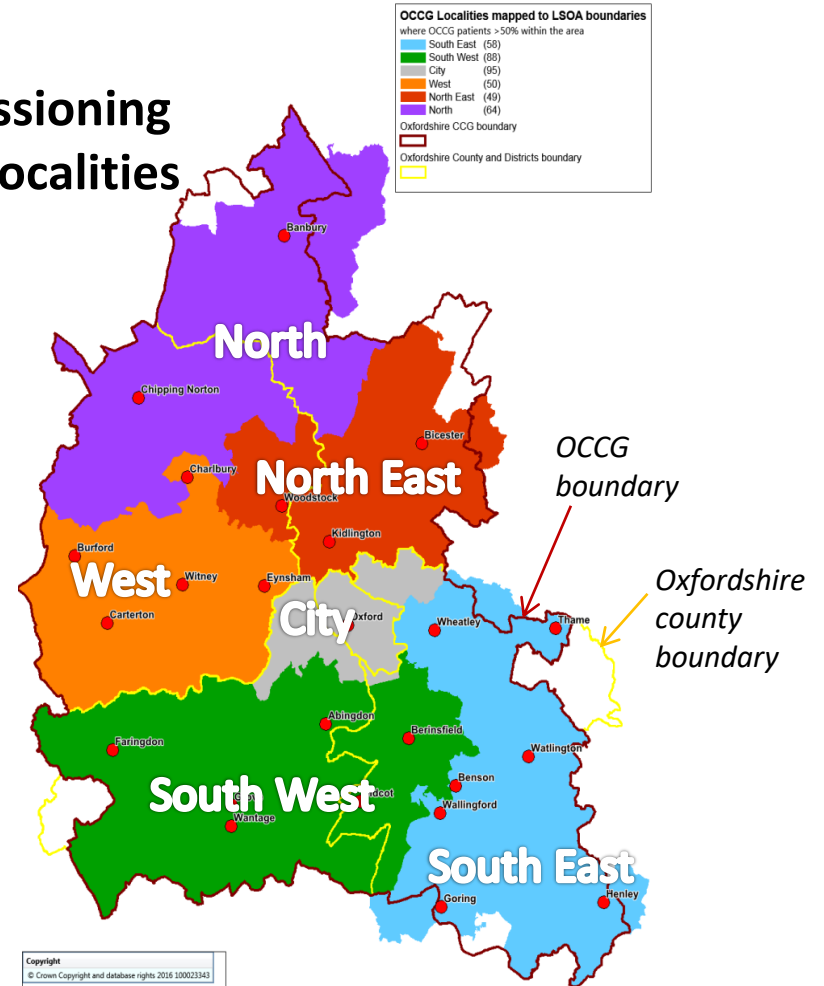 OCCG Localities mapped to LSOA boundaries
where OCCG patients >50% within the area
South East (58)
South West (88)
City (95)
West (50)
North East (49)
North (64)
Oxfordshire CCG boundary
Oxfordshire County and Districts boundary
ssioning
ocalities
Banbury
North
Chipping Norton
Bicester
OCCG
boundary
Charlbury
North East
Woodstock
Kidlington
Burford
West
Witney
Eynsham
Oxfordshire
county
boundary
Carterton
City
Oxford
Wheatley
Thame
Abingdon
Berinsfield
Faringdon
Watlington
Benson
South West
dcot
Wallingford
Wantage
South East
Henley
Goring
Copyright
© Crown Copyright and database rights 2016 100023343